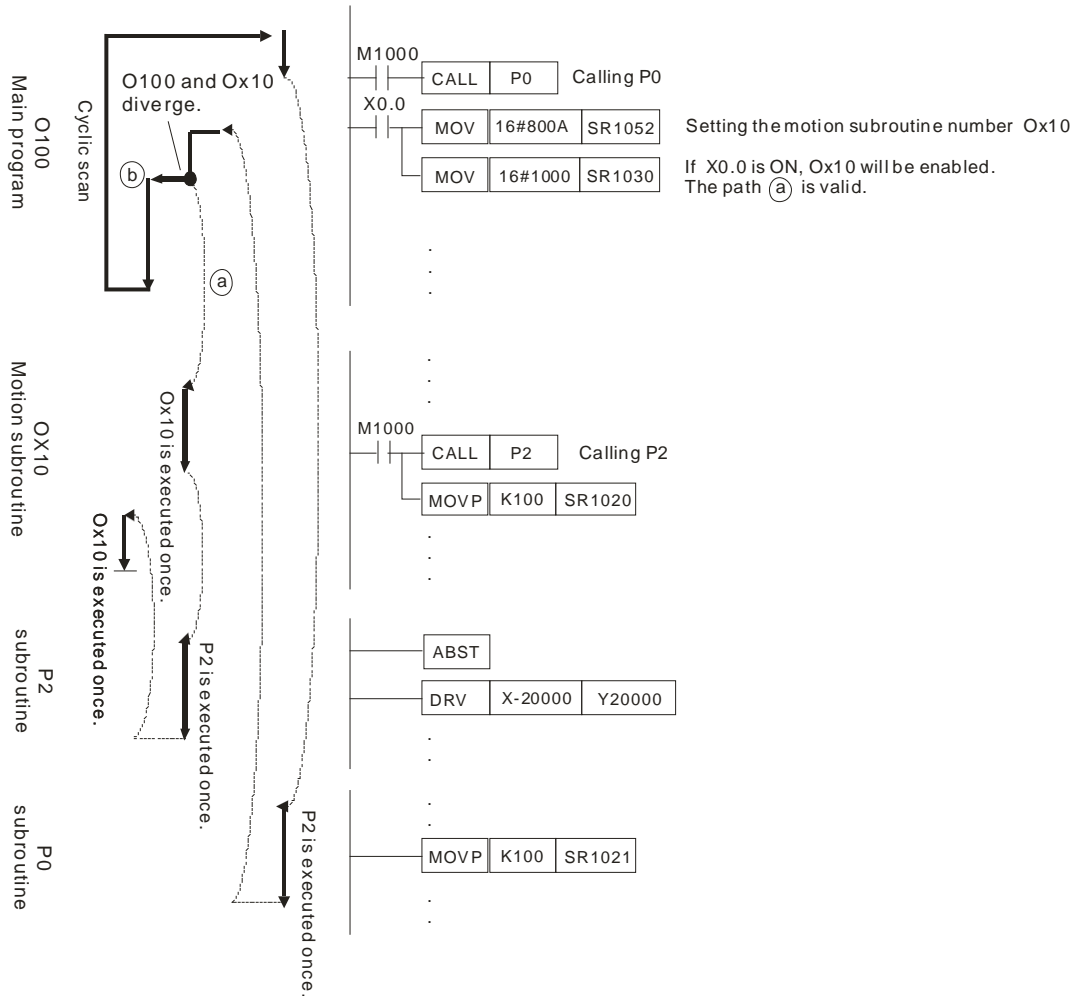 O100
Main program
Cyclic scan
O100 and Ox10
diverge.
b
a
M1000
CALL P0 Calling P0
X0.0
MOV 16#800A SR1052 Setting the motion subroutine number Ox10
MOV 16#1000 SR1030 If X0.0 is ON, Ox10 will be enabled.
The path a is valid.
OX10
Motion subroutine
Ox10 is executed once.
Ox10 is executed once.
M1000
CALL P2 Calling P2
MOVP K100 SR1020
P2
subroutine
P2 is executed once.
ABST
DRV X-20000 Y20000
P0
subroutine
P2 is executed once.
MOVP K100 SR1021